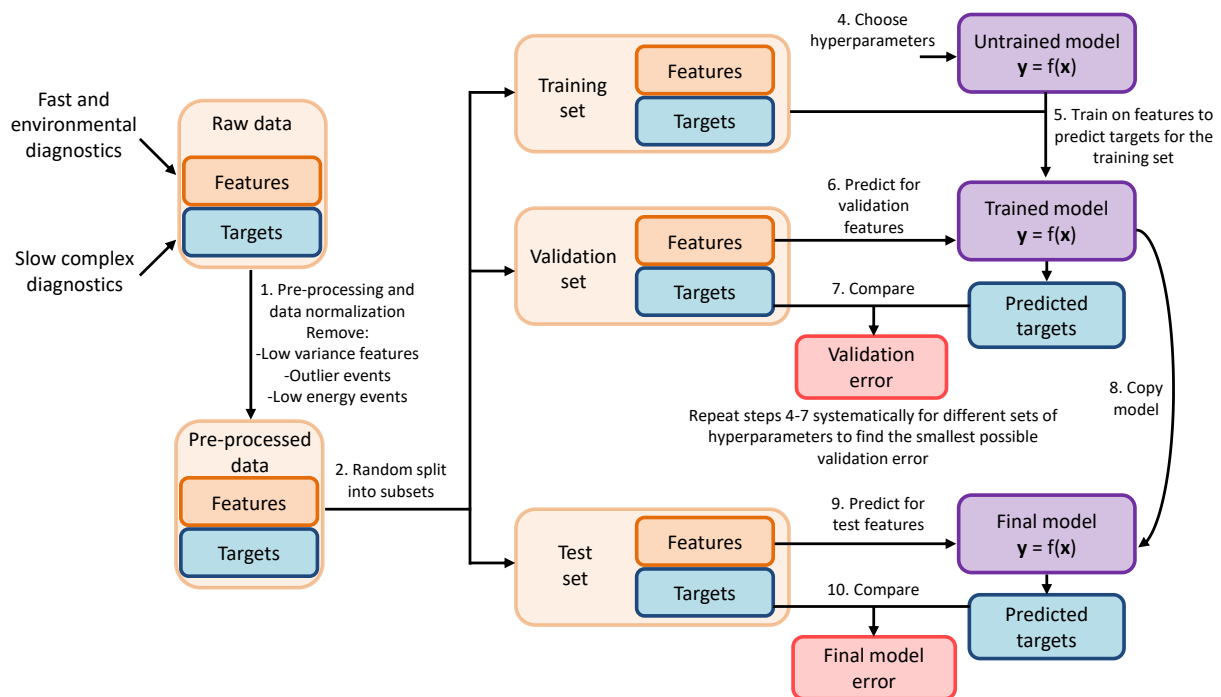 Fast and
environmental
diagnostics
Slow complex
diagnostics
Raw data
Features
Targets
1. Pre-processing and
data normalization
Remove:
-Low variance features
-Outlier events
-Low energy events
Pre-processed
data
Features
Targets
2. Random split
into subsets
Training
set
Features
Targets
4. Choose
hyperparameters
Untrained model
y = f(x)
5. Train on features to
predict targets for the
training set
Validation
set
Features
Targets
6. Predict for
validation
features
Trained model
y = f(x)
7. Compare
Predicted
targets
Validation
error
8. Copy
model
Repeat steps 4-7 systematically for different sets of
hyperparameters to find the smallest possible
validation error
Test
set
Features
Targets
9. Predict for
test features
Final model
y = f(x)
10. Compare
Predicted
targets
Final model
error